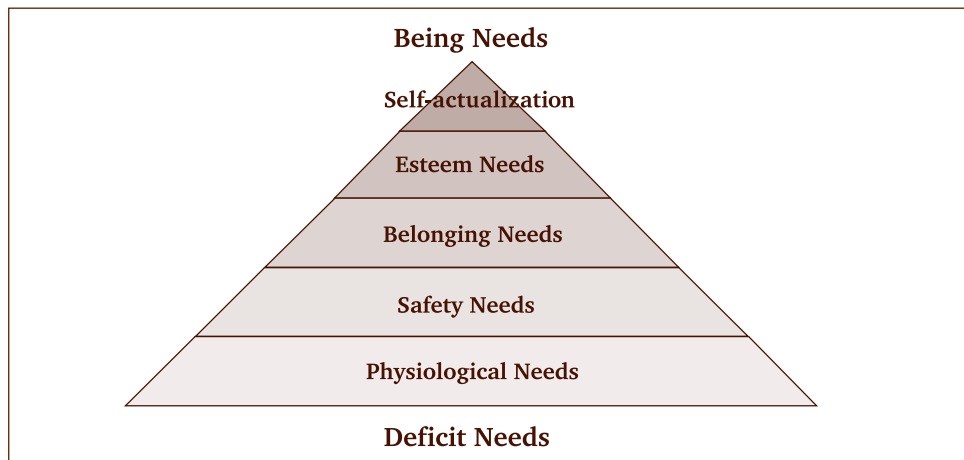 Being Needs
Self-actualization
Esteem Needs
Belonging Needs
Safety Needs
Physiological Needs
Deficit Needs